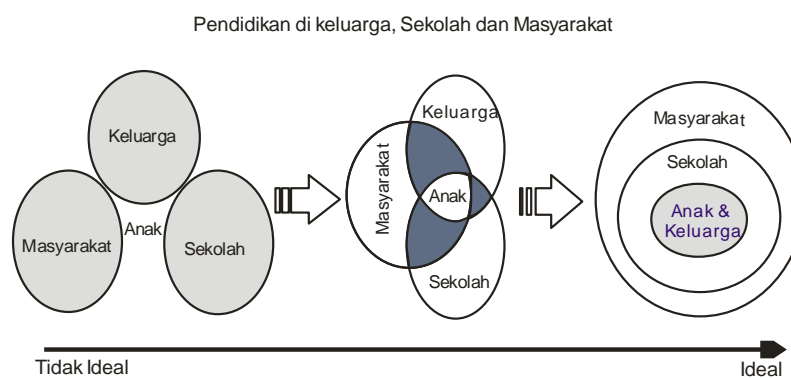 Pendidikan di keluarga, Sekolah dan Masyarakat
Keluarga
Masyarakat
Anak
Sekolah
Keluarga
Masyarakat
Anak
Sekolah
Masyarakat
Sekolah
Anak &
Keluarga
Tidak Ideal
Ideal